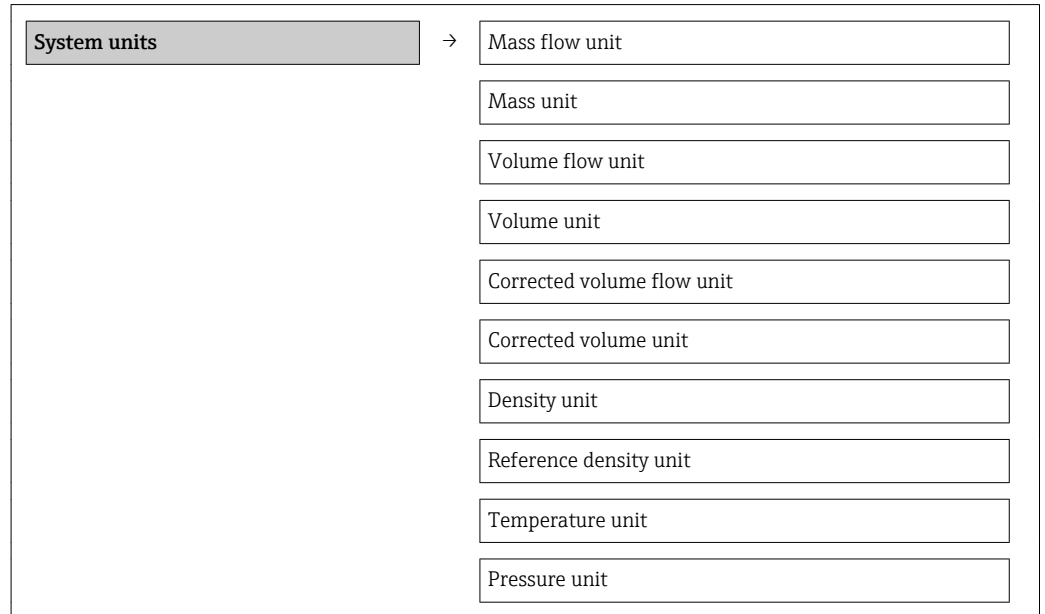 System units → Mass flow unit
Mass unit
Volume flow unit
Volume unit
Corrected volume flow unit
Corrected volume unit
Density unit
Reference density unit
Temperature unit
Pressure unit